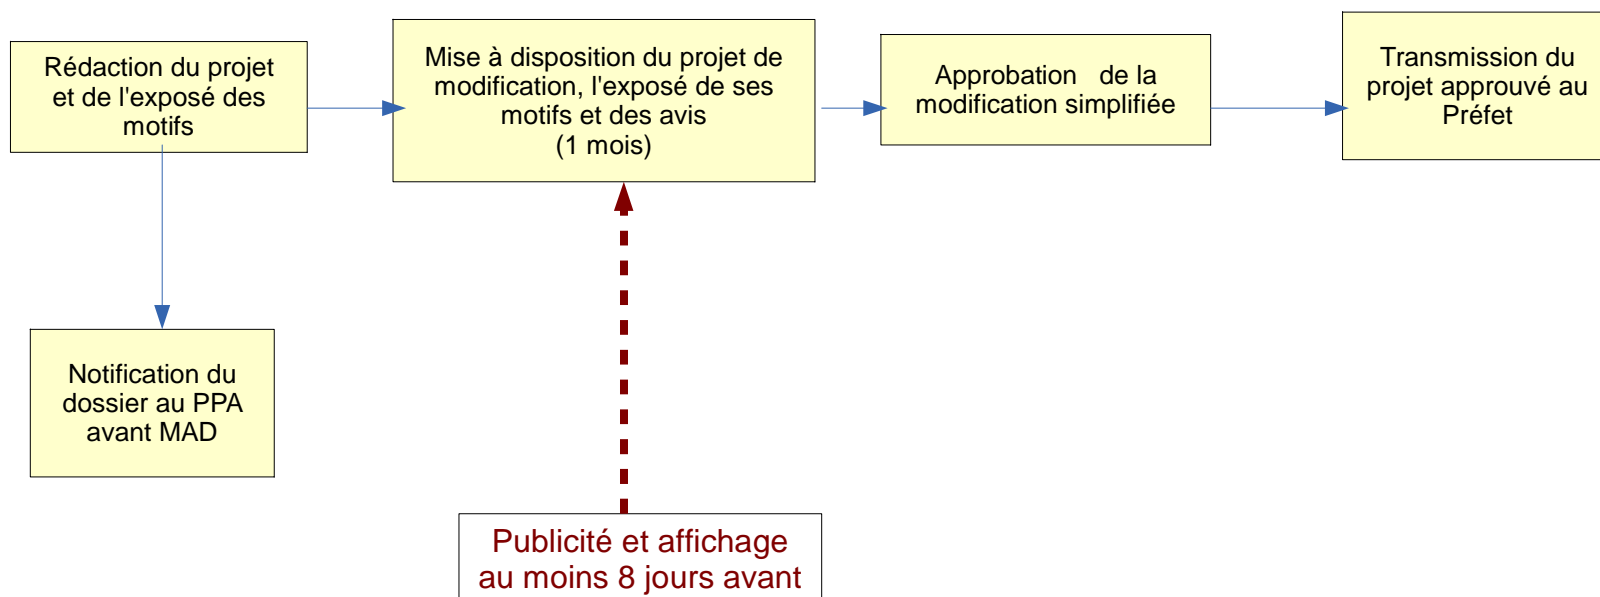 Rédaction du projet
et de l'exposé des
motifs
Mise à disposition du projet de
modification, l'exposé de ses
motifs et des avis
(1 mois)
Approbation de la
modification simplifiée
Transmission du
projet approuvé au
Préfet
Notification du
dossier au PPA
avant MAD
Publicité et affichage
au moins 8 jours avant